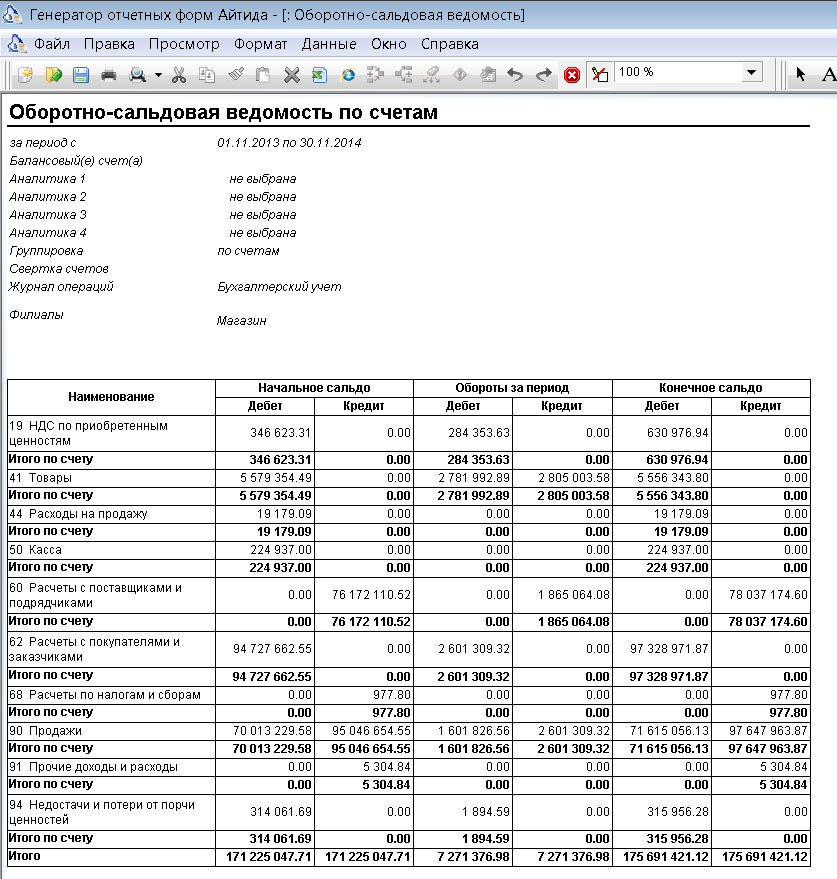 Генератор отчетных форм Айтида - [: Оборотно-сальдовая ведомость]
Файл Правка Просмотр Формат Данные Окно Справка
100 %
A
Оборотно-сальдовая ведомость по счетам
за период с 01.11.2013 по 30.11.2014
Балансовый(е) счет(а)
Аналитика 1 не выбрана
Аналитика 2 не выбрана
Аналитика 3 не выбрана
Аналитика 4 не выбрана
Группировка по счетам
Свертка счетов
Журнал операций Бухгалтерский учет
Филиалы Магазин
Наименование Начальное сальдо Обороты за период Конечное сальдо
Дебет Кредит Дебет Кредит Дебет Кредит
19 НДС по приобретенным
ценностям 346 623.31 0.00 284 353.63 0.00 630 976.94 0.00
Итого по счету 346 623.31 0.00 284 353.63 0.00 630 976.94 0.00
41 Товары 5 579 354.49 0.00 2 781 992.89 2 805 003.58 5 556 343.80 0.00
Итого по счету 5 579 354.49 0.00 2 781 992.89 2 805 003.58 5 556 343.80 0.00
44 Расходы на продажу 19 179.09 0.00 0.00 0.00 19 179.09 0.00
Итого по счету 19 179.09 0.00 0.00 0.00 19 179.09 0.00
50 Касса 224 937.00 0.00 0.00 0.00 224 937.00 0.00
Итого по счету 224 937.00 0.00 0.00 0.00 224 937.00 0.00
60 Расчеты с поставщиками и
подрядчиками 0.00 76 172 110.52 0.00 1 865 064.08 0.00 78 037 174.60
Итого по счету 0.00 76 172 110.52 0.00 1 865 064.08 0.00 78 037 174.60
62 Расчеты с покупателями и
заказчиками 94 727 662.55 0.00 2 601 309.32 0.00 97 328 971.87 0.00
Итого по счету 94 727 662.55 0.00 2 601 309.32 0.00 97 328 971.87 0.00
68 Расчеты по налогам и сборам 0.00 977.80 0.00 0.00 0.00 977.80
Итого по счету 0.00 977.80 0.00 0.00 0.00 977.80
90 Продажи 70 013 229.58 95 046 654.55 1 601 826.56 2 601 309.32 71 615 056.13 97 647 963.87
Итого по счету 70 013 229.58 95 046 654.55 1 601 826.56 2 601 309.32 71 615 056.13 97 647 963.87
91 Прочие доходы и расходы 0.00 5 304.84 0.00 0.00 0.00 5 304.84
Итого по счету 0.00 5 304.84 0.00 0.00 0.00 5 304.84
94 Недостачи и потери от порчи
ценностей 314 061.69 0.00 1 894.59 0.00 315 956.28 0.00
Итого по счету 314 061.69 0.00 1 894.59 0.00 315 956.28 0.00
Итого 171 225 047.71 171 225 047.71 7 271 376.98 7 271 376.98 175 691 421.12 175 691 421.12